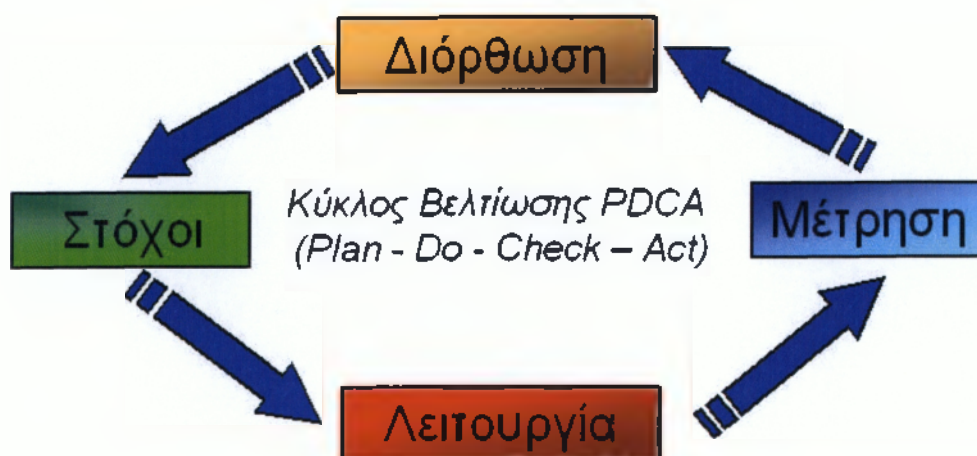 Διόρθωση
Στόχοι
Κύκλος Βελτίωσης PDCA
(Plan - Do - Check – Act)
Μέτρηση
Λειτουργία